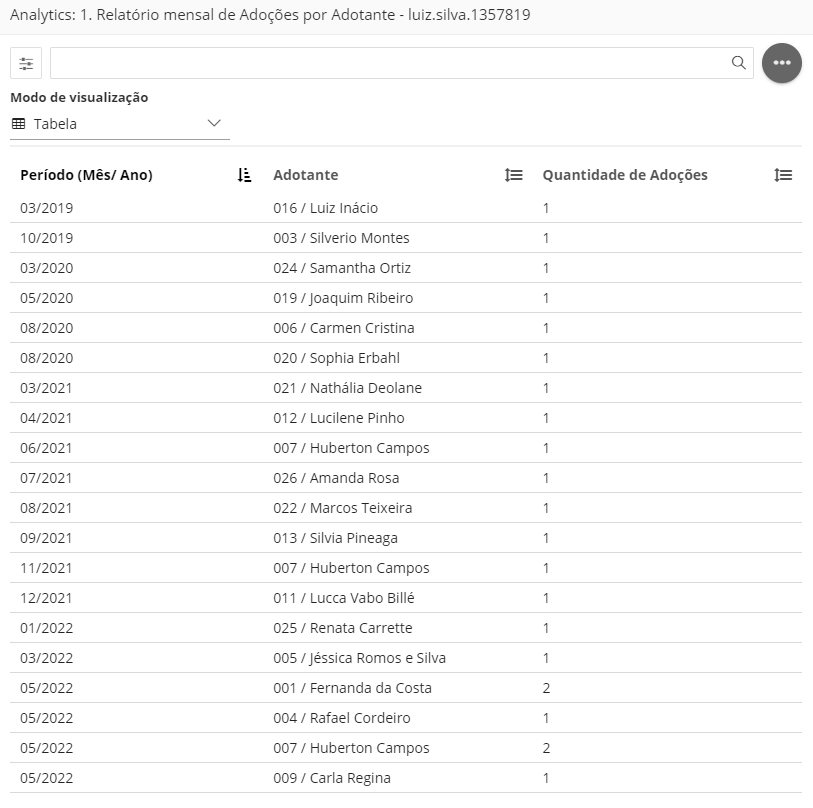 Analytics: 1. Relatório mensal de Adoções por Adotante - luiz.silva.1357819
Modo de visualização
Tabela
Período (Mês/ Ano) Adotante Quantidade de Adoções
03/2019 016 / Luiz Inácio 1
10/2019 003 / Silverio Montes 1
03/2020 024 / Samantha Ortiz 1
05/2020 019 / Joaquim Ribeiro 1
08/2020 006 / Carmen Cristina 1
08/2020 020 / Sophia Erbahl 1
03/2021 021 / Nathália Deolane 1
04/2021 012 / Lucilene Pinho 1
06/2021 007 / Huberton Campos 1
07/2021 026 / Amanda Rosa 1
08/2021 022 / Marcos Teixeira 1
09/2021 013 / Silvia Pineaga 1
11/2021 007 / Huberton Campos 1
12/2021 011 / Lucca Vabo Billé 1
01/2022 025 / Renata Carrette 1
03/2022 005 / Jéssica Romos e Silva 1
05/2022 001 / Fernanda da Costa 2
05/2022 004 / Rafael Cordeiro 1
05/2022 007 / Huberton Campos 2
05/2022 009 / Carla Regina 1